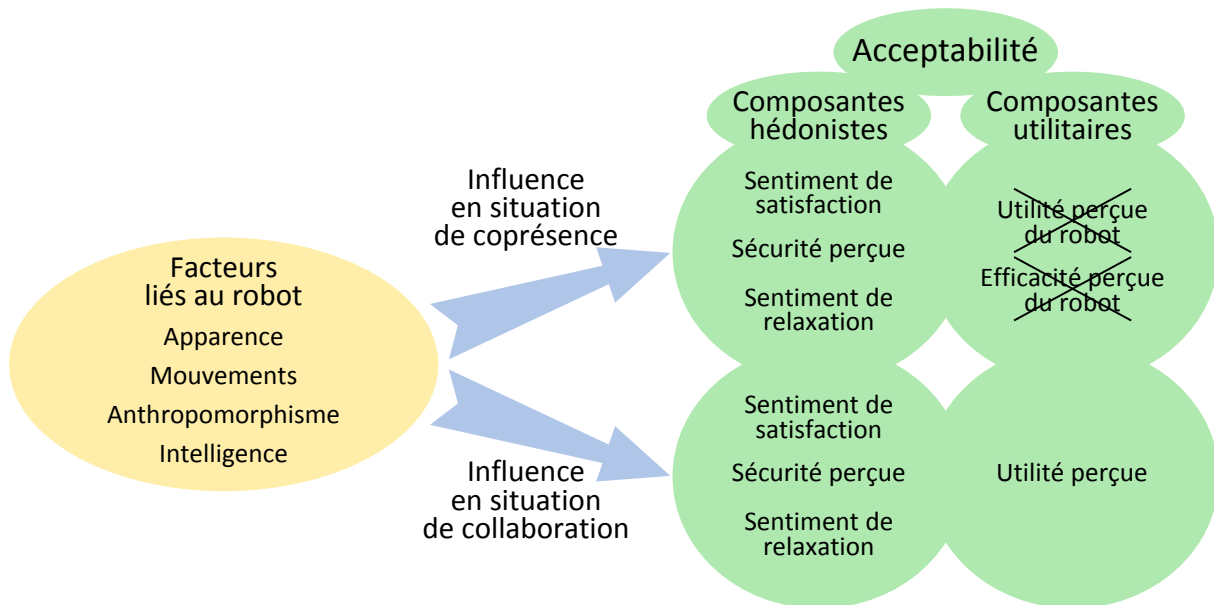 Acceptabilité
Composantes
hédonistes
Composantes
utilitaires
Influence
en situation
de coprésence
Sentiment de
satisfaction
Sécurité perçue
Sentiment de
relaxation
Utilité perçue
du robot
Efficacité perçue
du robot
Facteurs
liés au robot
Apparence
Mouvements
Anthropomorphisme
Intelligence
Influence
en situation
de collaboration
Sentiment de
satisfaction
Sécurité perçue
Sentiment de
relaxation
Utilité perçue